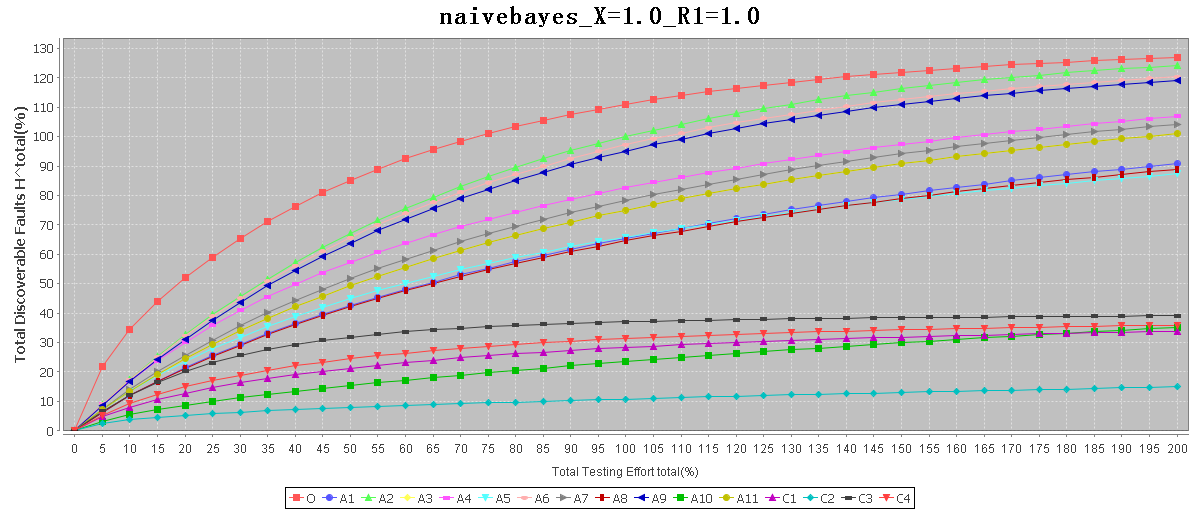 naivebayes_X=1.0_R1=1.0
Total Discoverable Faults H^total(%)
130
120
110
100
90
80
70
60
50
40
30
20
10
0
0 5 10 15 20 25 30 35 40 45 50 55 60 65 70 75 80 85 90 95 100 105 110 115 120 125 130 135 140 145 150 155 160 165 170 175 180 185 190 195 200
Total Testing Effort total(%)
O A1 A2 A3 A4 A5 A6 A7 A8 A9 A10 A11 C1 C2 C3 C4